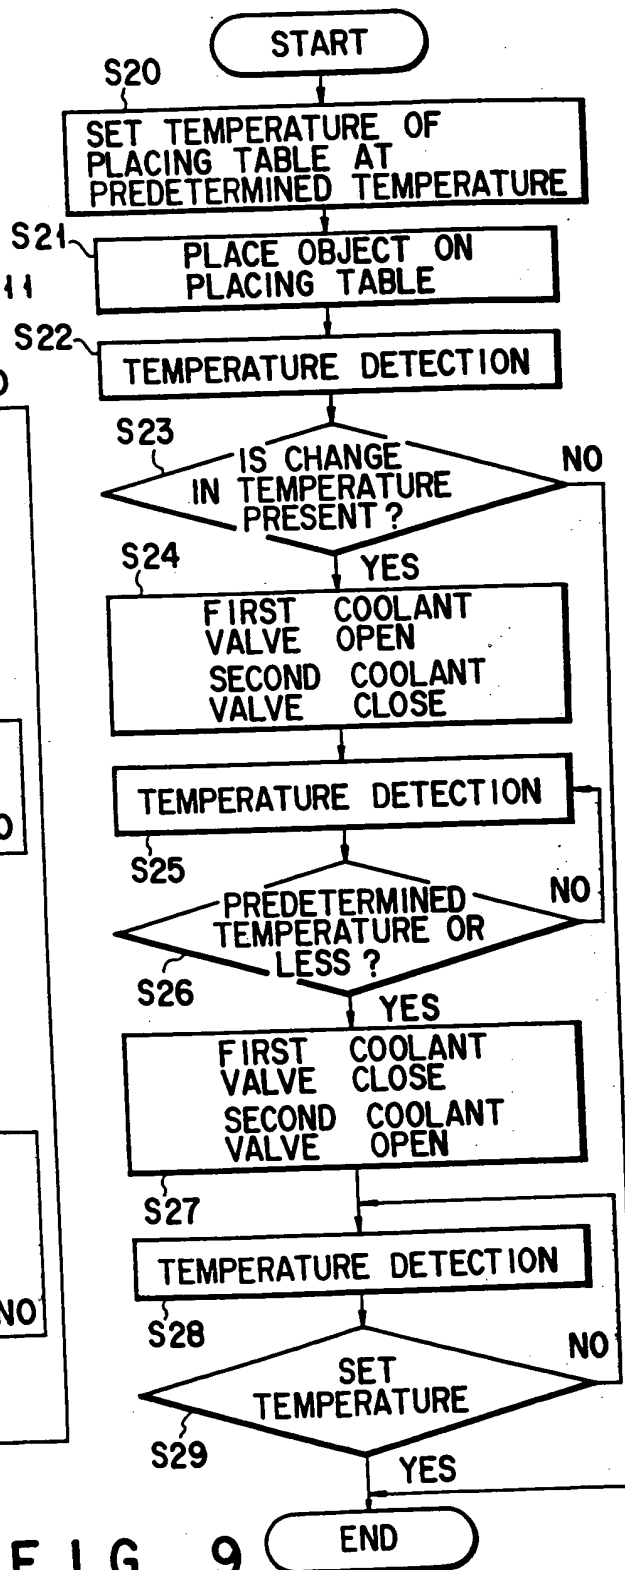 START
S20
SET TEMPERATURE OF
PLACING TABLE AT
PREDETERMINED TEMPERATURE
S21
PLACE OBJECT ON
PLACING TABLE
11
S22
TEMPERATURE DETECTION
S23
IS CHANGE
IN TEMPERATURE
PRESENT?
NO
YES
S24
FIRST COOLANT
VALVE OPEN
SECOND COOLANT
VALVE CLOSE
TEMPERATURE DETECTION
S25
PREDETERMINED
TEMPERATURE OR
LESS?
NO
S26
YES
FIRST COOLANT
VALVE CLOSE
SECOND COOLANT
VALVE OPEN
S27
TEMPERATURE DETECTION
S28
NO
NO
SET
TEMPERATURE
S29
YES
END
FIG. 9